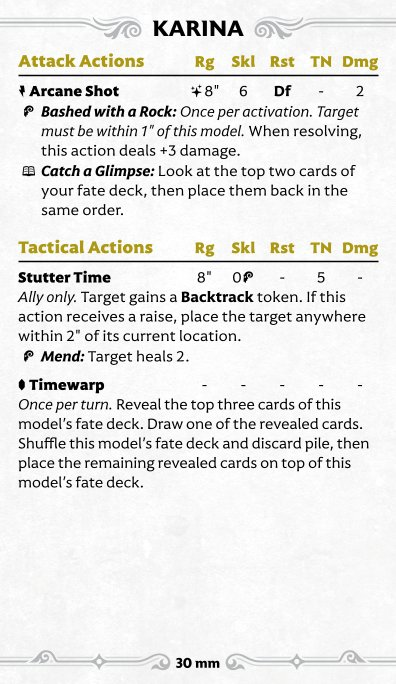 KARINA
Attack Actions Rg Skl Rst TN Dmg
Arcane Shot 8" 6 Df - 2
Bashed with a Rock: Once per activation. Target
must be within 1" of this model. When resolving,
this action deals +3 damage.
Catch a Glimpse: Look at the top two cards of
your fate deck, then place them back in the
same order.
Tactical Actions Rg Skl Rst TN Dmg
Stutter Time 8" 0 - 5 -
Ally only. Target gains a Backtrack token. If this
action receives a raise, place the target anywhere
within 2" of its current location.
Mend: Target heals 2.
Timewarp - - - - -
Once per turn. Reveal the top three cards of this
model's fate deck. Draw one of the revealed cards.
Shuffle this model's fate deck and discard pile, then
place the remaining revealed cards on top of this
model's fate deck.
30 mm